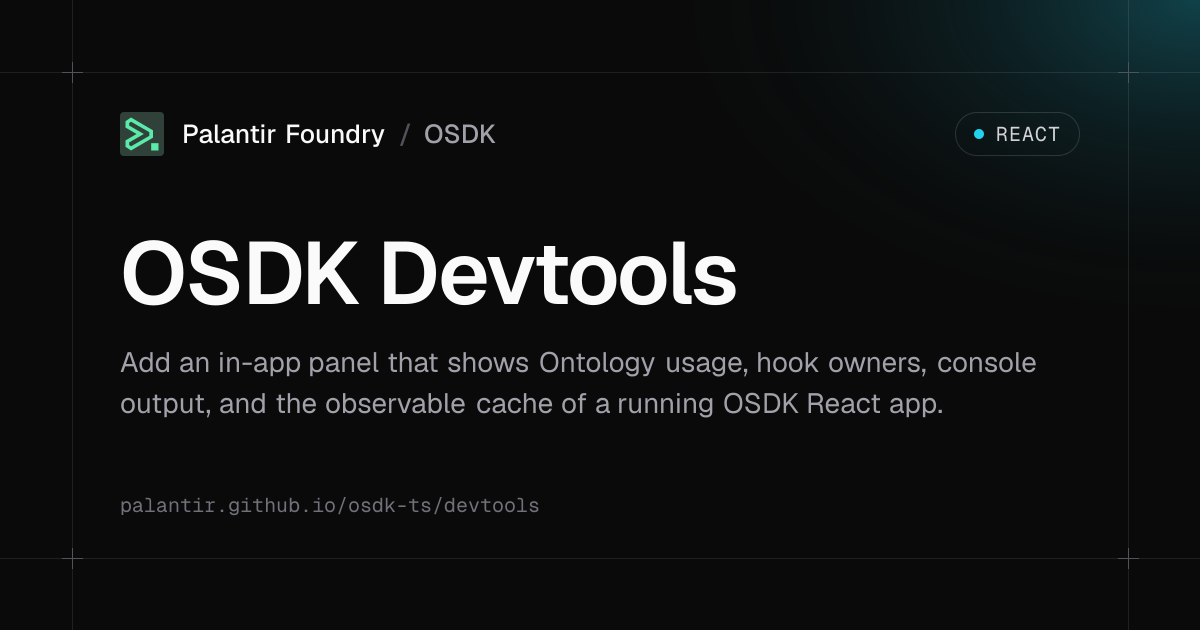 Palantir Foundry / OSDK
REACT
OSDK Devtools
Add an in-app panel that shows Ontology usage, hook owners, console
output, and the observable cache of a running OSDK React app.
palantir.github.io/osdk-ts/devtools